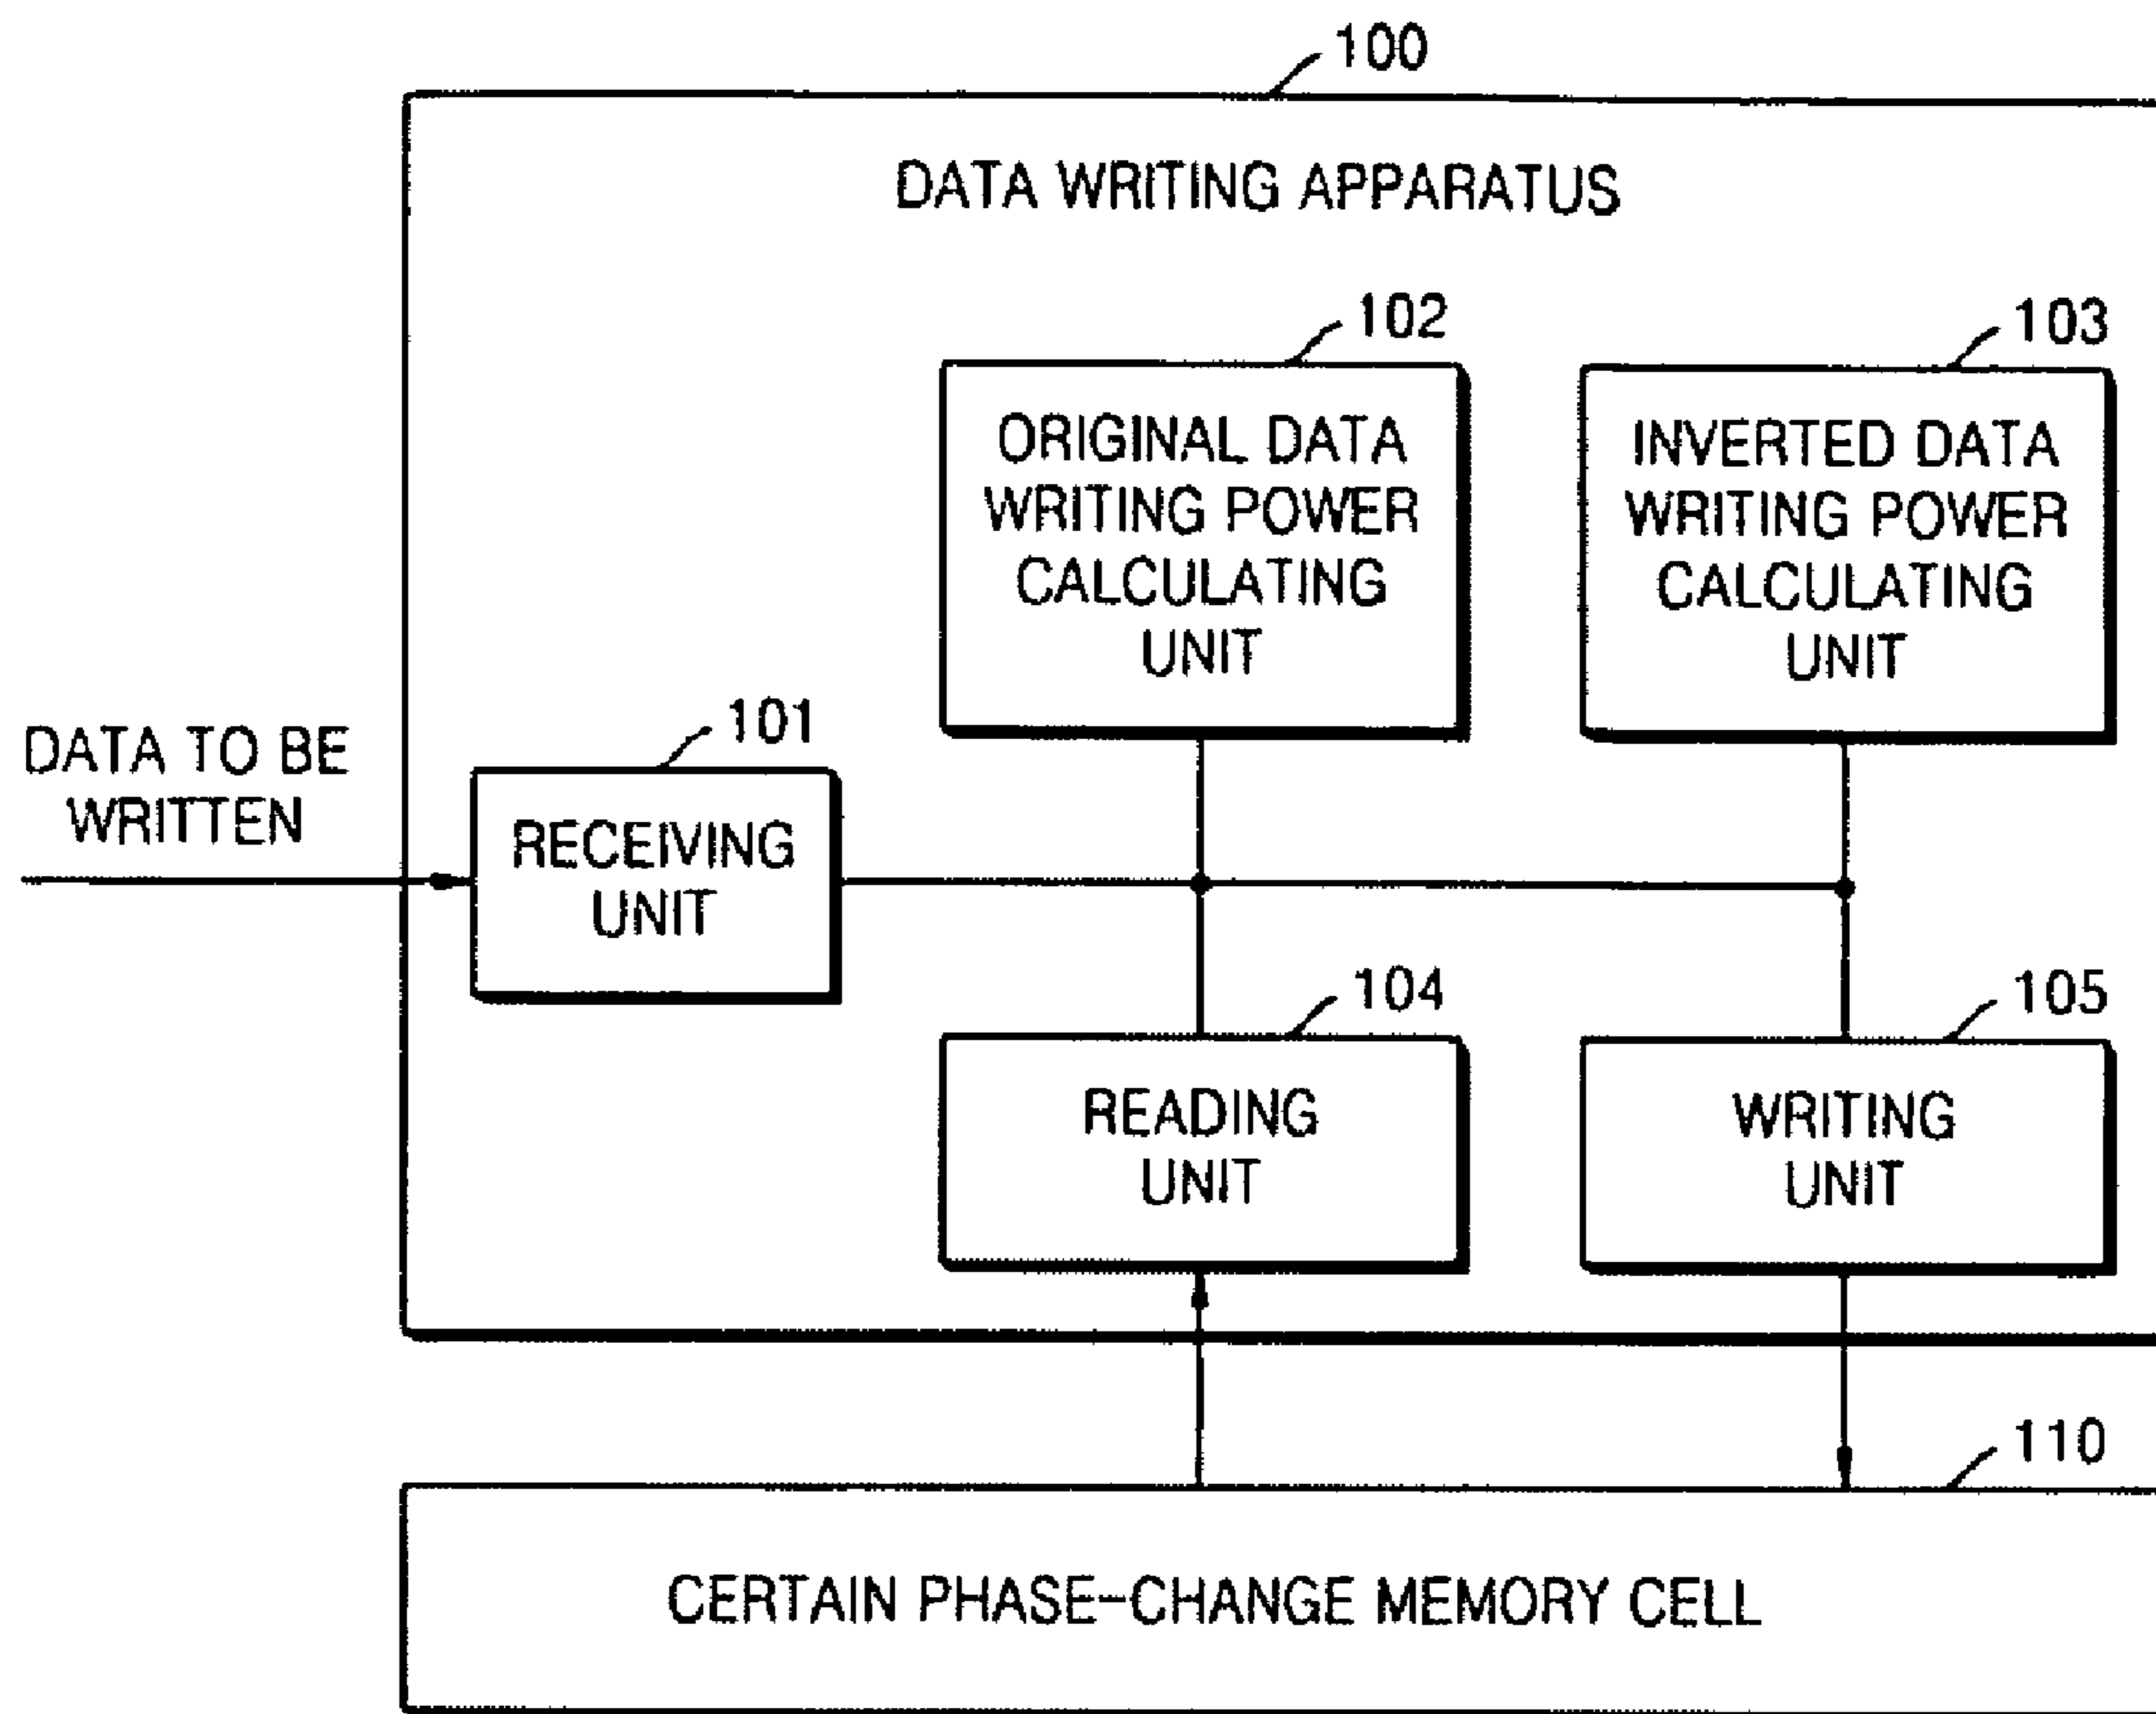 100
DATA WRITING APPARATUS
102
103
ORIGINAL DATA
WRITING POWER
CALCULATING
UNIT
INVERTED DATA
WRITING POWER
CALCULATING
UNIT
DATA TO BE
WRITTEN
101
RECEIVING
UNIT
104
105
READING
UNIT
WRITING
UNIT
110
CERTAIN PHASE-CHANGE MEMORY CELL